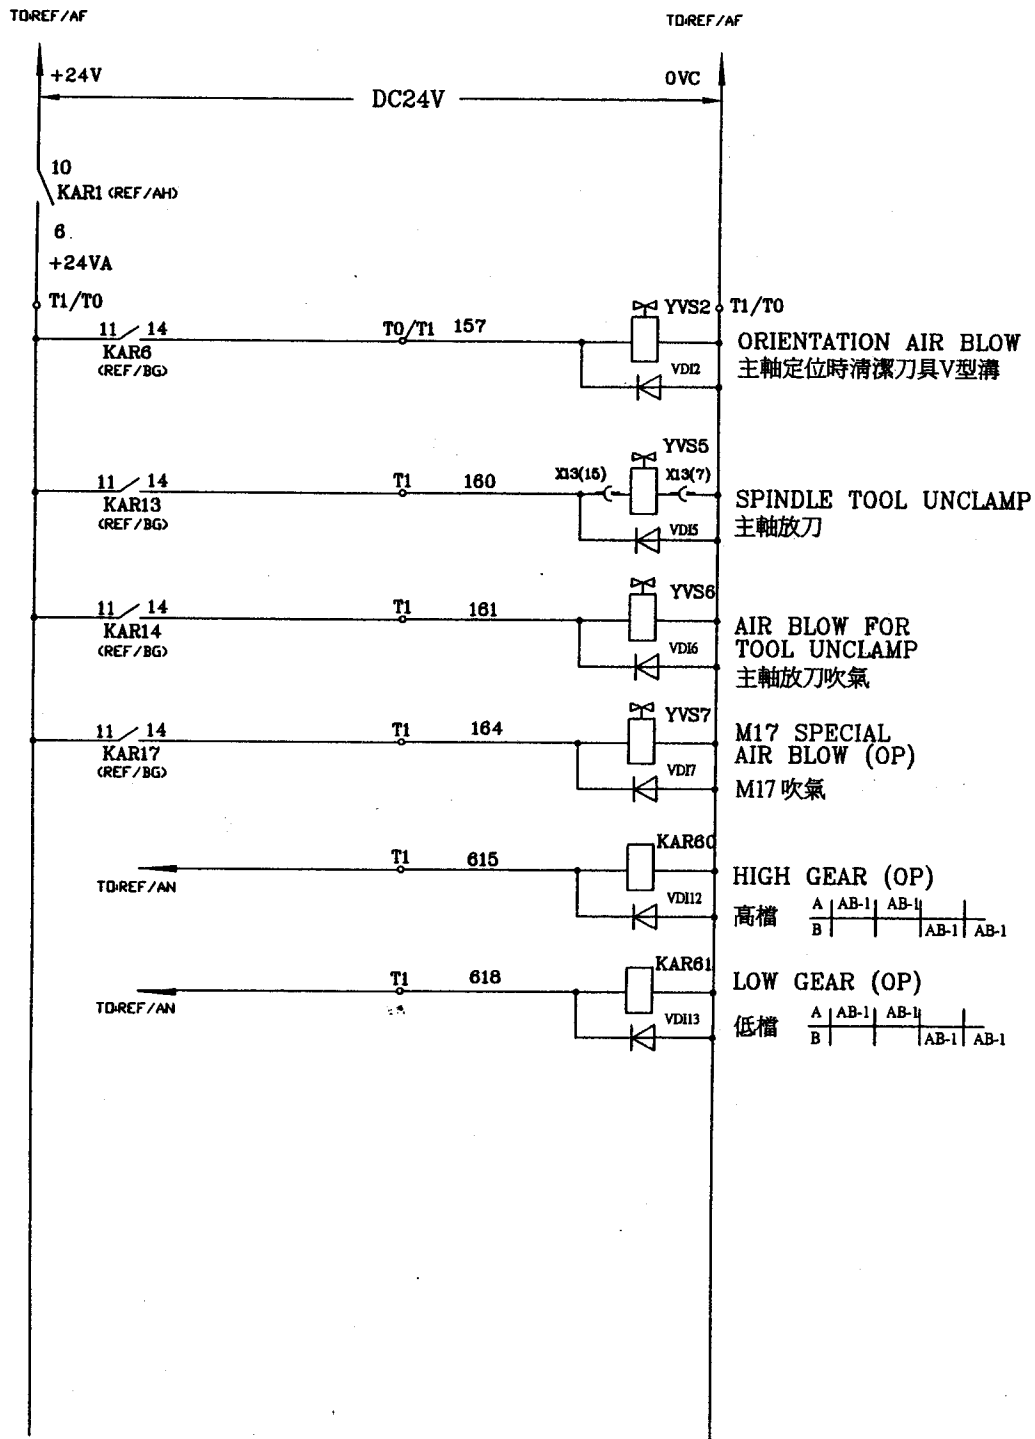 TO:REF/AF
TO:REF/AF
+24V
0VC
DC24V
10
KAR1 (REF/AH)
6
+24VA
T1/T0
YVS2
T1/T0
11 14
T0/T1 157
KAR6
(REF/BG)
VDI2
ORIENTATION AIR BLOW
主軸定位時清潔刀具V型溝
YVS5
X13(15)
X13(7)
11 14
T1 160
KAR13
(REF/BG)
VDI5
SPINDLE TOOL UNCLAMP
主軸放刀
YVS6
11 14
T1 161
KAR14
(REF/BG)
VDI6
AIR BLOW FOR
TOOL UNCLAMP
主軸放刀吹氣
YVS7
11 14
T1 164
KAR17
(REF/BG)
VDI7
M17 SPECIAL
AIR BLOW (OP)
M17 吹氣
KAR60
T1 615
TO:REF/AN
VDI12
HIGH GEAR (OP)
高檔
A AB-1 AB-1
B AB-1 AB-1
KAR61
T1 618
TO:REF/AN
VDI13
LOW GEAR (OP)
低檔
A AB-1 AB-1
B AB-1 AB-1